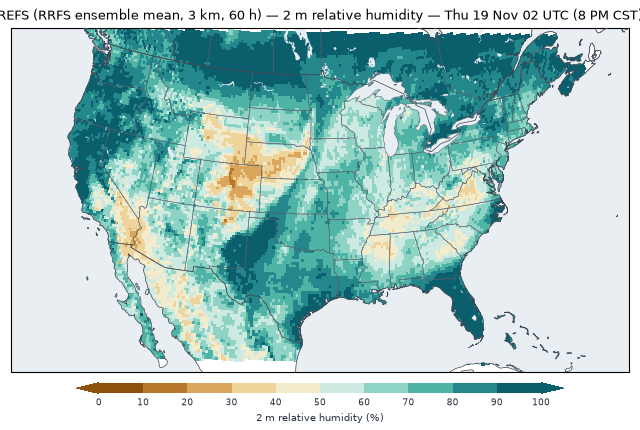 REFS (RRFS ensemble mean, 3 km, 60 h) — 2 m relative humidity — Thu 19 Nov 02 UTC (8 PM CST)
0 10 20 30 40 50 60 70 80 90 100
2 m relative humidity (%)